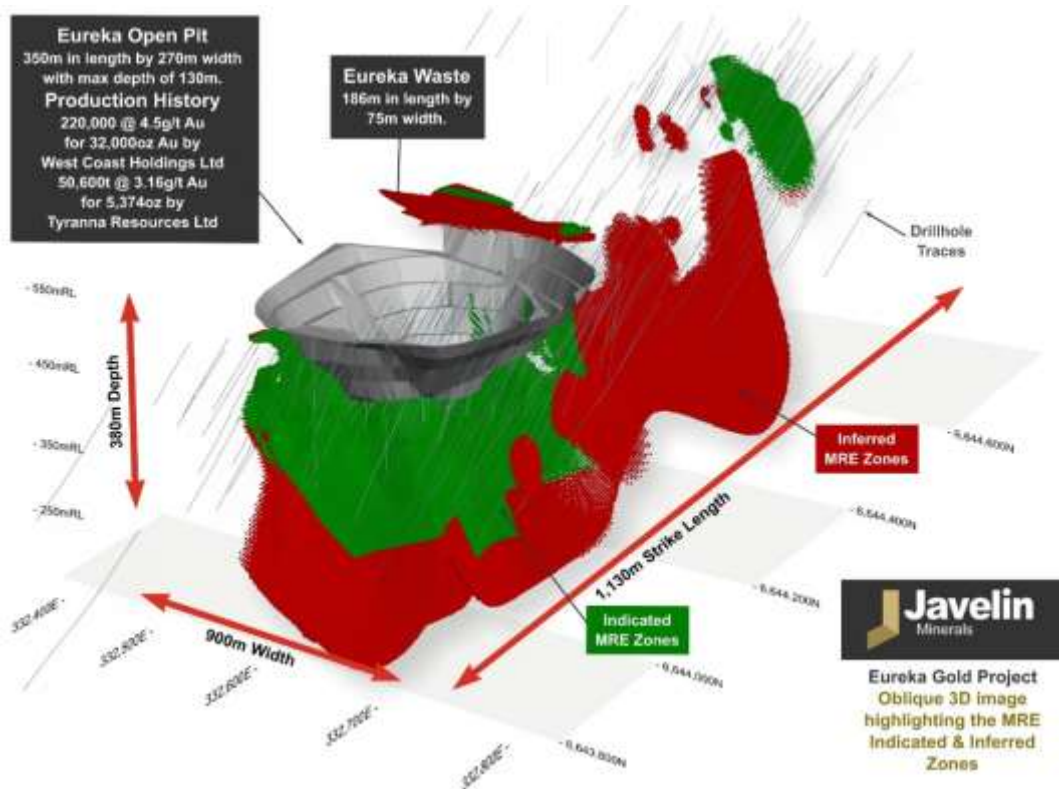 Eureka Open Pit
350m in length by 270m width
with max depth of 130m.
Production History
220,000 @ 4.5g/t Au
for 32,000oz Au by
West Coast Holdings Ltd
50,600t @ 3.16g/t Au
for 5,374oz by
Tyranna Resources Ltd
Eureka Waste
186m in length by
75m width.
Drillhole
Traces
- 550mRL
- 450mRL
- 350mRL
- 250mRL
380m Depth
Inferred
MRE Zones
- 6,644,600N
- 6,644,400N
- 6,644,200N
- 6,644,000N
- 6,643,800N
1,130m Strike Length
Indicated
MRE Zones
900m Width
332,400E -
332,600E -
332,700E -
332,800E -
Javelin
Minerals
Eureka Gold Project
Oblique 3D image
highlighting the MRE
Indicated & Inferred
Zones